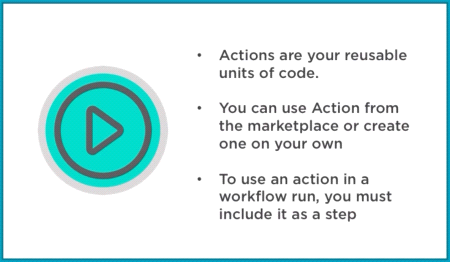 • Actions are your reusable
units of code.
• You can use Action from
the marketplace or create
one on your own
• To use an action in a
workflow run, you must
include it as a step